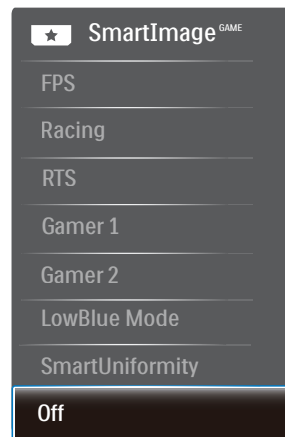 SmartImage GAME
FPS
Racing
RTS
Gamer 1
Gamer 2
LowBlue Mode
SmartUniformity
Off